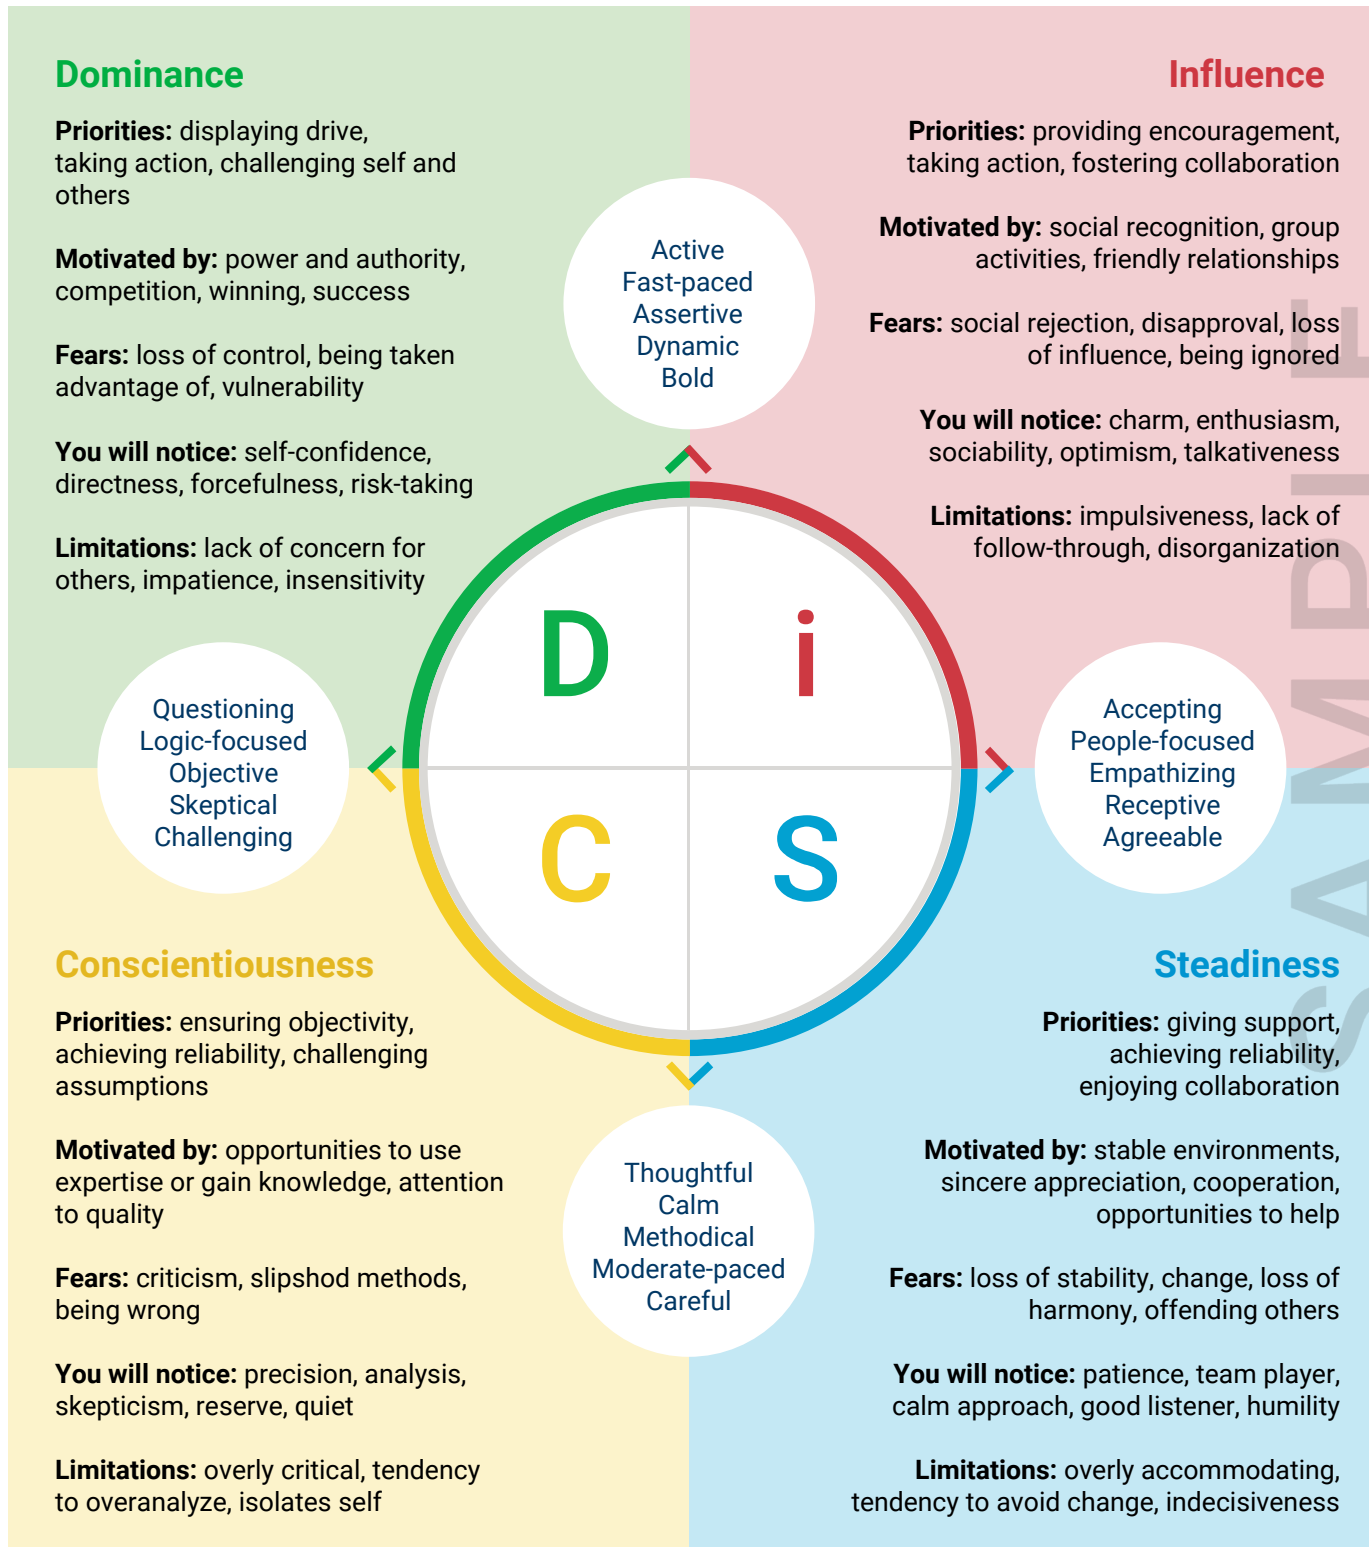 Dominance
Priorities: displaying drive,
taking action, challenging self and
others
Motivated by: power and authority,
competition, winning, success
Fears: loss of control, being taken
advantage of, vulnerability
You will notice: self-confidence,
directness, forcefulness, risk-taking
Limitations: lack of concern for
others, impatience, insensitivity
Influence
Priorities: providing encouragement,
taking action, fostering collaboration
Motivated by: social recognition, group
activities, friendly relationships
Fears: social rejection, disapproval, loss
of influence, being ignored
You will notice: charm, enthusiasm,
sociability, optimism, talkativeness
Limitations: impulsiveness, lack of
follow-through, disorganization
Active
Fast-paced
Assertive
Dynamic
Bold
D
i
C
S
Questioning
Logic-focused
Objective
Skeptical
Challenging
Accepting
People-focused
Empathizing
Receptive
Agreeable
Conscientiousness
Priorities: ensuring objectivity,
achieving reliability, challenging
assumptions
Motivated by: opportunities to use
expertise or gain knowledge, attention
to quality
Fears: criticism, slipshod methods,
being wrong
You will notice: precision, analysis,
skepticism, reserve, quiet
Limitations: overly critical, tendency
to overanalyze, isolates self
Thoughtful
Calm
Methodical
Moderate-paced
Careful
Steadiness
Priorities: giving support,
achieving reliability,
enjoying collaboration
Motivated by: stable environments,
sincere appreciation, cooperation,
opportunities to help
Fears: loss of stability, change, loss of
harmony, offending others
You will notice: patience, team player,
calm approach, good listener, humility
Limitations: overly accommodating,
tendency to avoid change, indecisiveness
SAMPLE